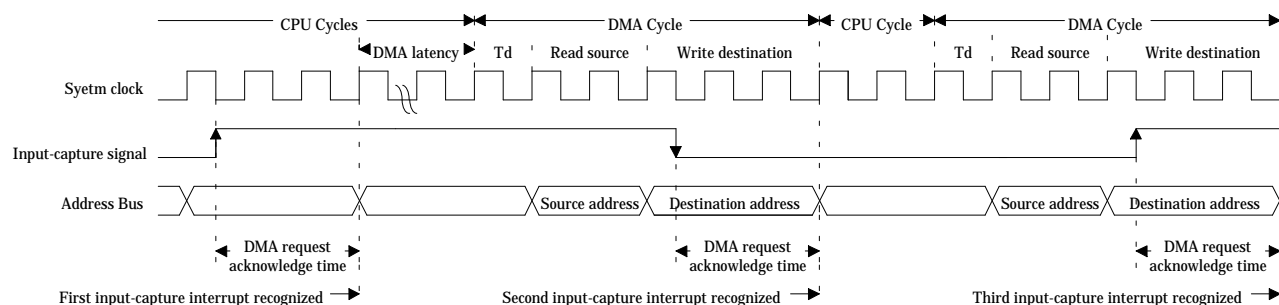 CPU Cycles
DMA Cycle
CPU Cycle
DMA Cycle
DMA latency
Td
Read source
Write destination
Td
Read source
Write destination
Syetm clock
Input-capture signal
Address Bus
Source address
Destination address
Source address
Destination address
DMA request
acknowledge time
DMA request
acknowledge time
DMA request
acknowledge time
First input-capture interrupt recognized
Second input-capture interrupt recognized
Third input-capture interrupt recognized